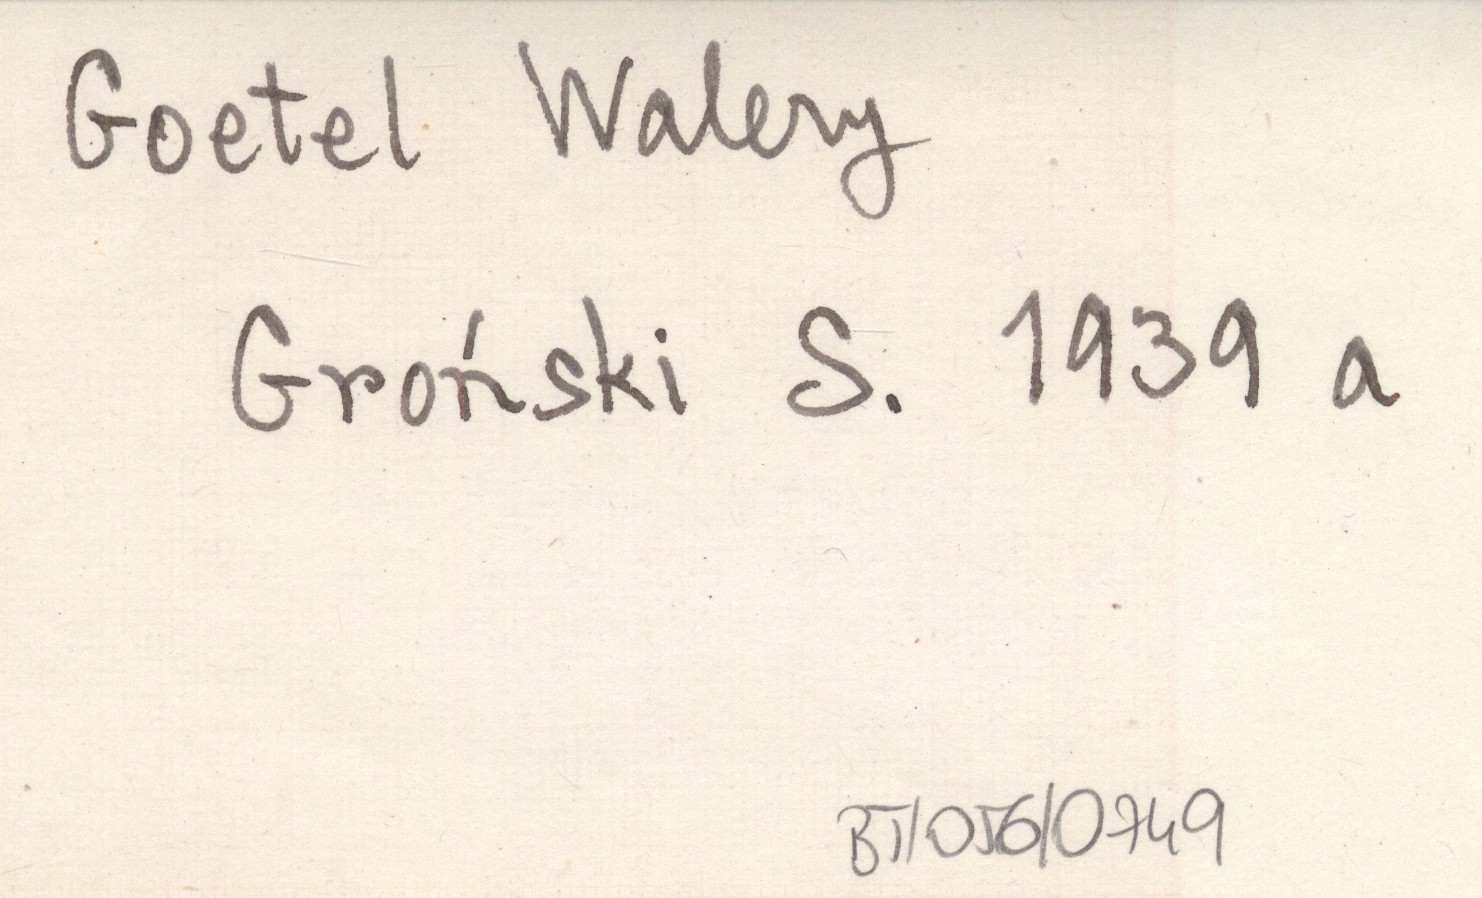 Goetel Walery
Groński S. 1939 a
BT/056/0749